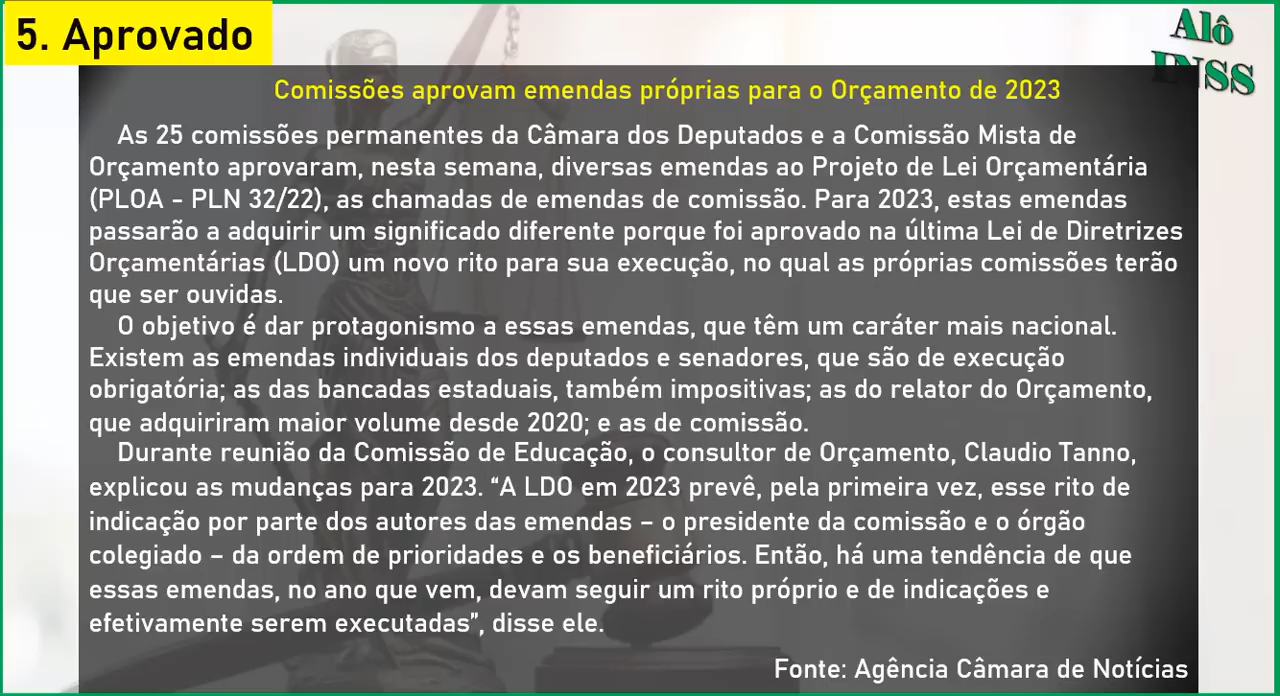 5. Aprovado
Alô
INSS
Comissões aprovam emendas próprias para o Orçamento de 2023
As 25 comissões permanentes da Câmara dos Deputados e a Comissão Mista de
Orçamento aprovaram, nesta semana, diversas emendas ao Projeto de Lei Orçamentária
(PLOA - PLN 32/22), as chamadas de emendas de comissão. Para 2023, estas emendas
passarão a adquirir um significado diferente porque foi aprovado na última Lei de Diretrizes
Orçamentárias (LDO) um novo rito para sua execução, no qual as próprias comissões terão
que ser ouvidas.
O objetivo é dar protagonismo a essas emendas, que têm um caráter mais nacional.
Existem as emendas individuais dos deputados e senadores, que são de execução
obrigatória; as das bancadas estaduais, também impositivas; as do relator do Orçamento,
que adquiriram maior volume desde 2020; e as de comissão.
Durante reunião da Comissão de Educação, o consultor de Orçamento, Claudio Tanno,
explicou as mudanças para 2023. “A LDO em 2023 prevê, pela primeira vez, esse rito de
indicação por parte dos autores das emendas – o presidente da comissão e o órgão
colegiado – da ordem de prioridades e os beneficiários. Então, há uma tendência de que
essas emendas, no ano que vem, devam seguir um rito próprio e de indicações e
efetivamente serem executadas”, disse ele.
Fonte: Agência Câmara de Notícias